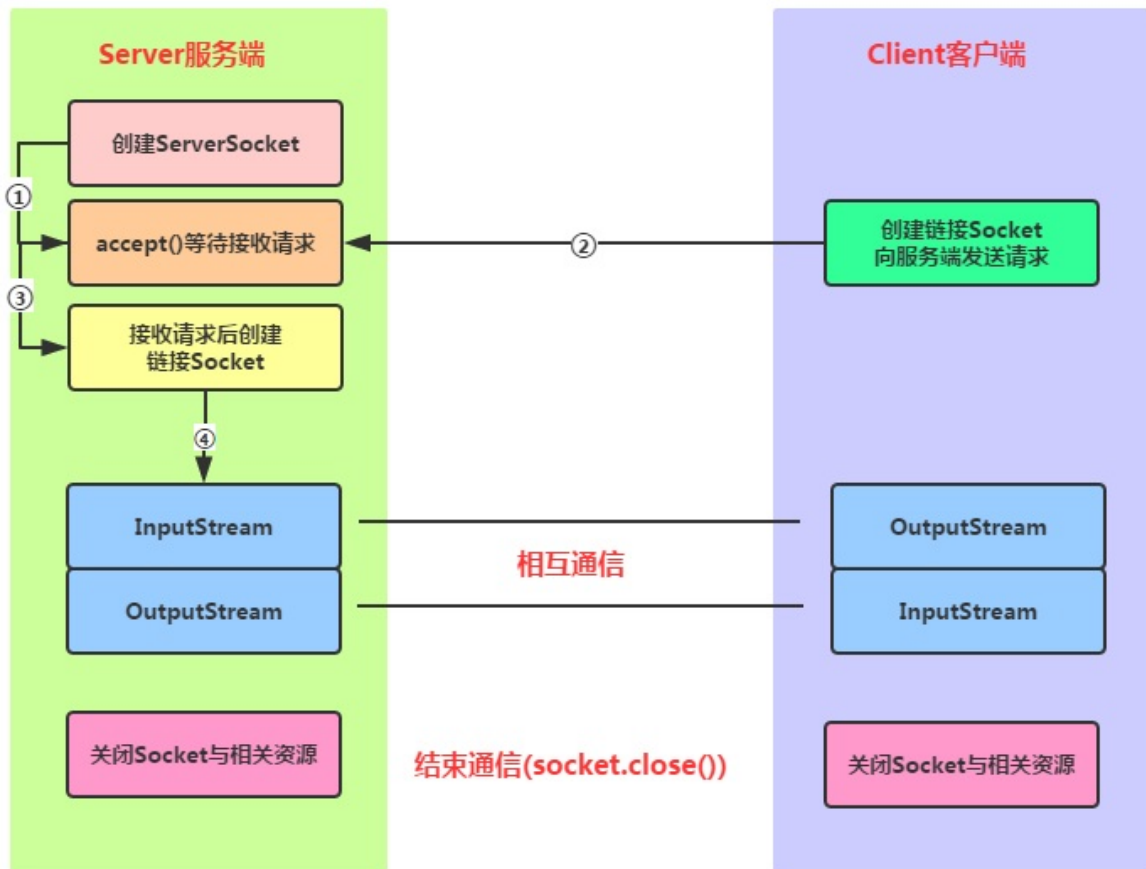 Server服务端
Client客户端
创建ServerSocket
①
accept()等待接收请求
②
创建链接Socket
向服务端发送请求
③
接收请求后创建
链接Socket
④
InputStream
OutputStream
相互通信
OutputStream
InputStream
关闭Socket与相关资源
结束通信(socket.close())
关闭Socket与相关资源